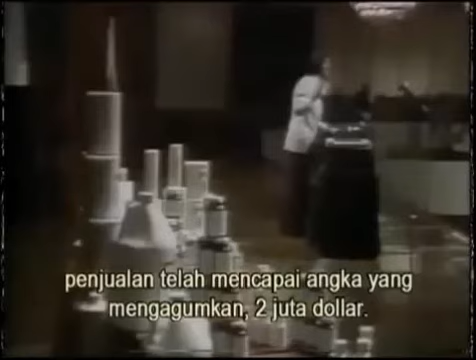 penjualan telah mencapai angka yang
mengagumkan, 2 juta dollar.